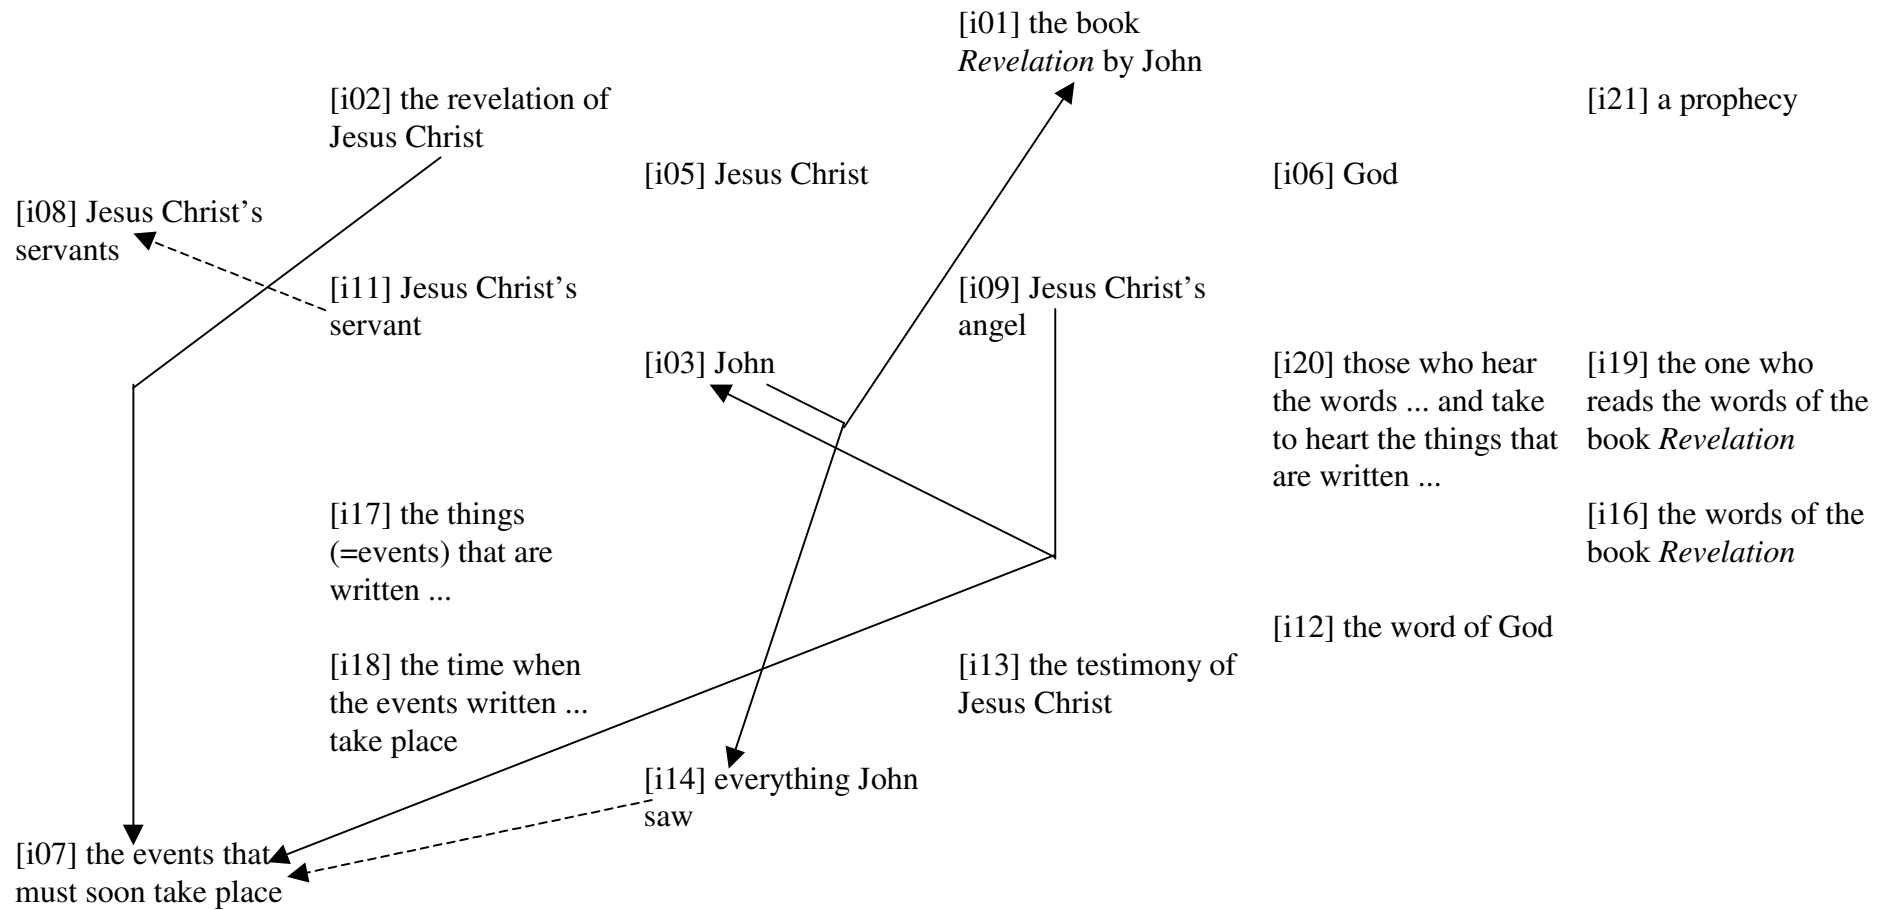 [i01] the book
Revelation by John
[i02] the revelation of
Jesus Christ
[i21] a prophecy
[i05] Jesus Christ
[i06] God
[i08] Jesus Christ’s
servants
[i11] Jesus Christ’s
servant
[i09] Jesus Christ’s
angel
[i03] John
[i20] those who hear
the words ... and take
to heart the things that
are written ...
[i19] the one who
reads the words of the
book Revelation
[i17] the things
(=events) that are
written ...
[i16] the words of the
book Revelation
[i12] the word of God
[i18] the time when
the events written ...
take place
[i13] the testimony of
Jesus Christ
[i14] everything John
saw
[i07] the events that
must soon take place